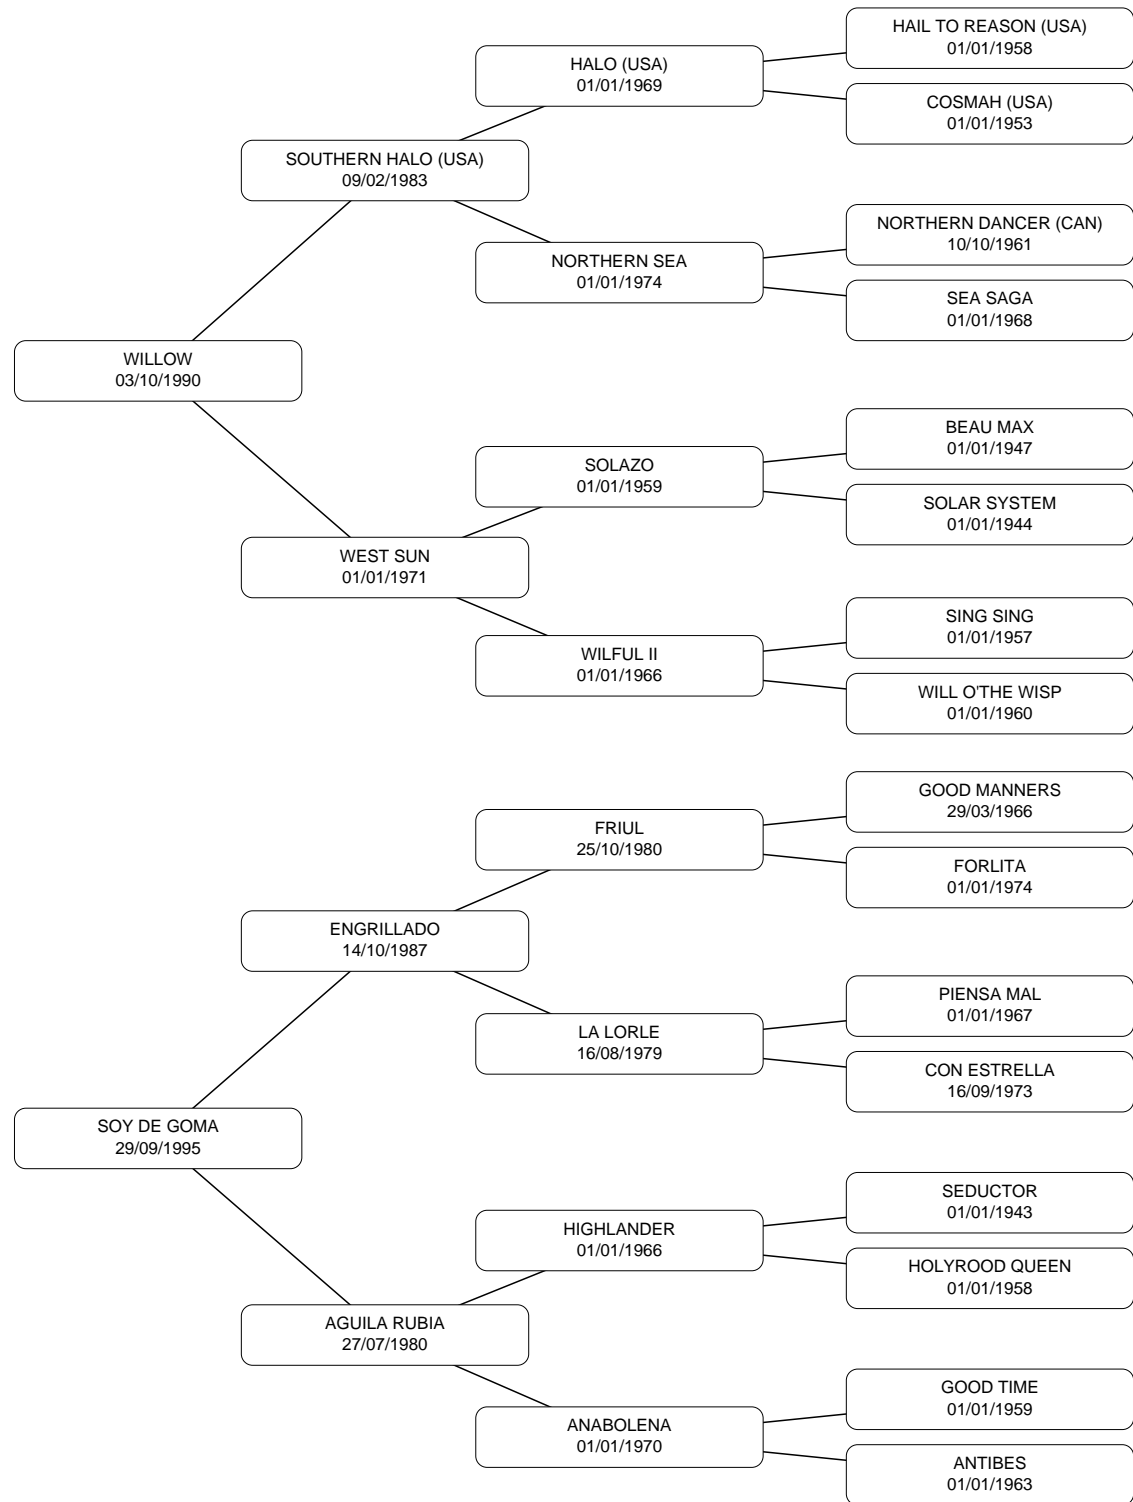 HAIL TO REASON (USA)
01/01/1958
HALO (USA)
01/01/1969
COSMAH (USA)
01/01/1953
SOUTHERN HALO (USA)
09/02/1983
NORTHERN DANCER (CAN)
10/10/1961
NORTHERN SEA
01/01/1974
SEA SAGA
01/01/1968
WILLOW
03/10/1990
BEAU MAX
01/01/1947
SOLAZO
01/01/1959
SOLAR SYSTEM
01/01/1944
WEST SUN
01/01/1971
SING SING
01/01/1957
WILFUL II
01/01/1966
WILL O'THE WISP
01/01/1960
GOOD MANNERS
29/03/1966
FRIUL
25/10/1980
FORLITA
01/01/1974
ENGRILLADO
14/10/1987
PIENSA MAL
01/01/1967
LA LORLE
16/08/1979
CON ESTRELLA
16/09/1973
SOY DE GOMA
29/09/1995
SEDUCTOR
01/01/1943
HIGHLANDER
01/01/1966
HOLYROOD QUEEN
01/01/1958
AGUILA RUBIA
27/07/1980
GOOD TIME
01/01/1959
ANABOLENA
01/01/1970
ANTIBES
01/01/1963